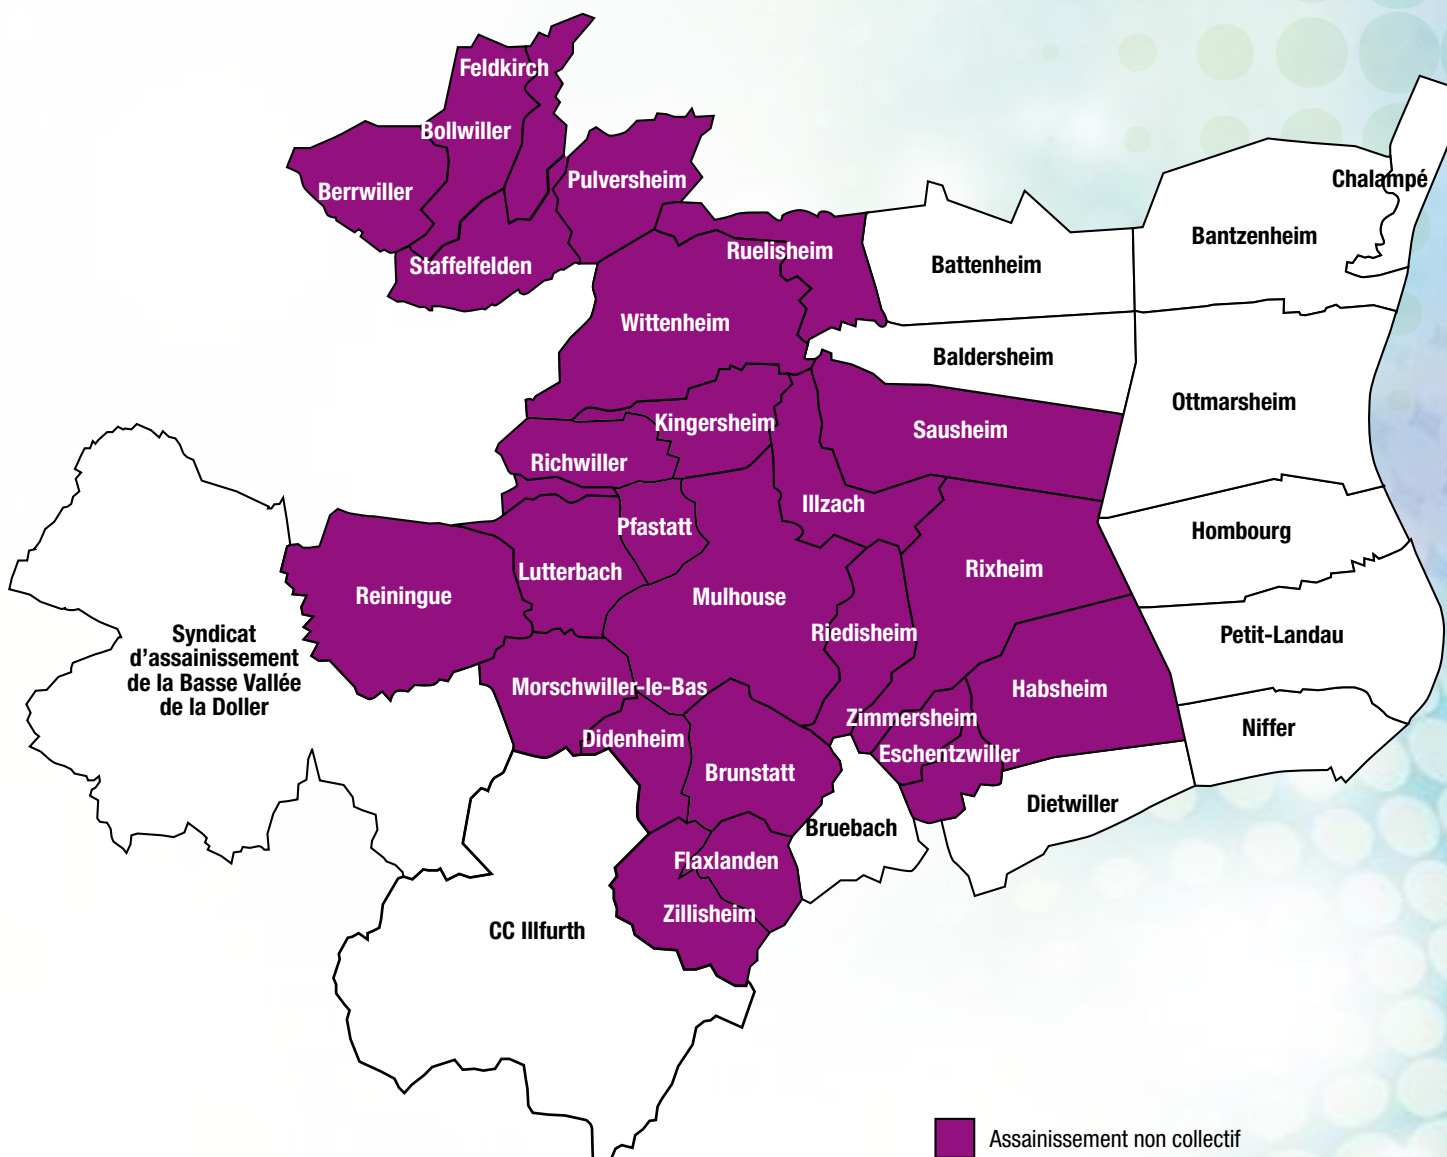 Feldkirch
Bollwiller
Berrwiller
Pulversheim
Staffelfelden
Ruelisheim
Wittenheim
Battenheim
Bantzenheim
Chalampé
Baldersheim
Ottmarsheim
Kingersheim
Sausheim
Richwiller
Illzach
Pfastatt
Hombourg
Lutterbach
Rixheim
Reiningue
Mulhouse
Riedisheim
Petit-Landau
Syndicat
d'assainissement
de la Basse Vallée
de la Doller
Morschwiller-le-Bas
Habsheim
Zimmersheim
Niffer
Didenheim
Eschentzwiller
Brunstatt
Dietwiller
Bruebach
Flaxlanden
Zillisheim
CC Illfurth
Assainissement non collectif